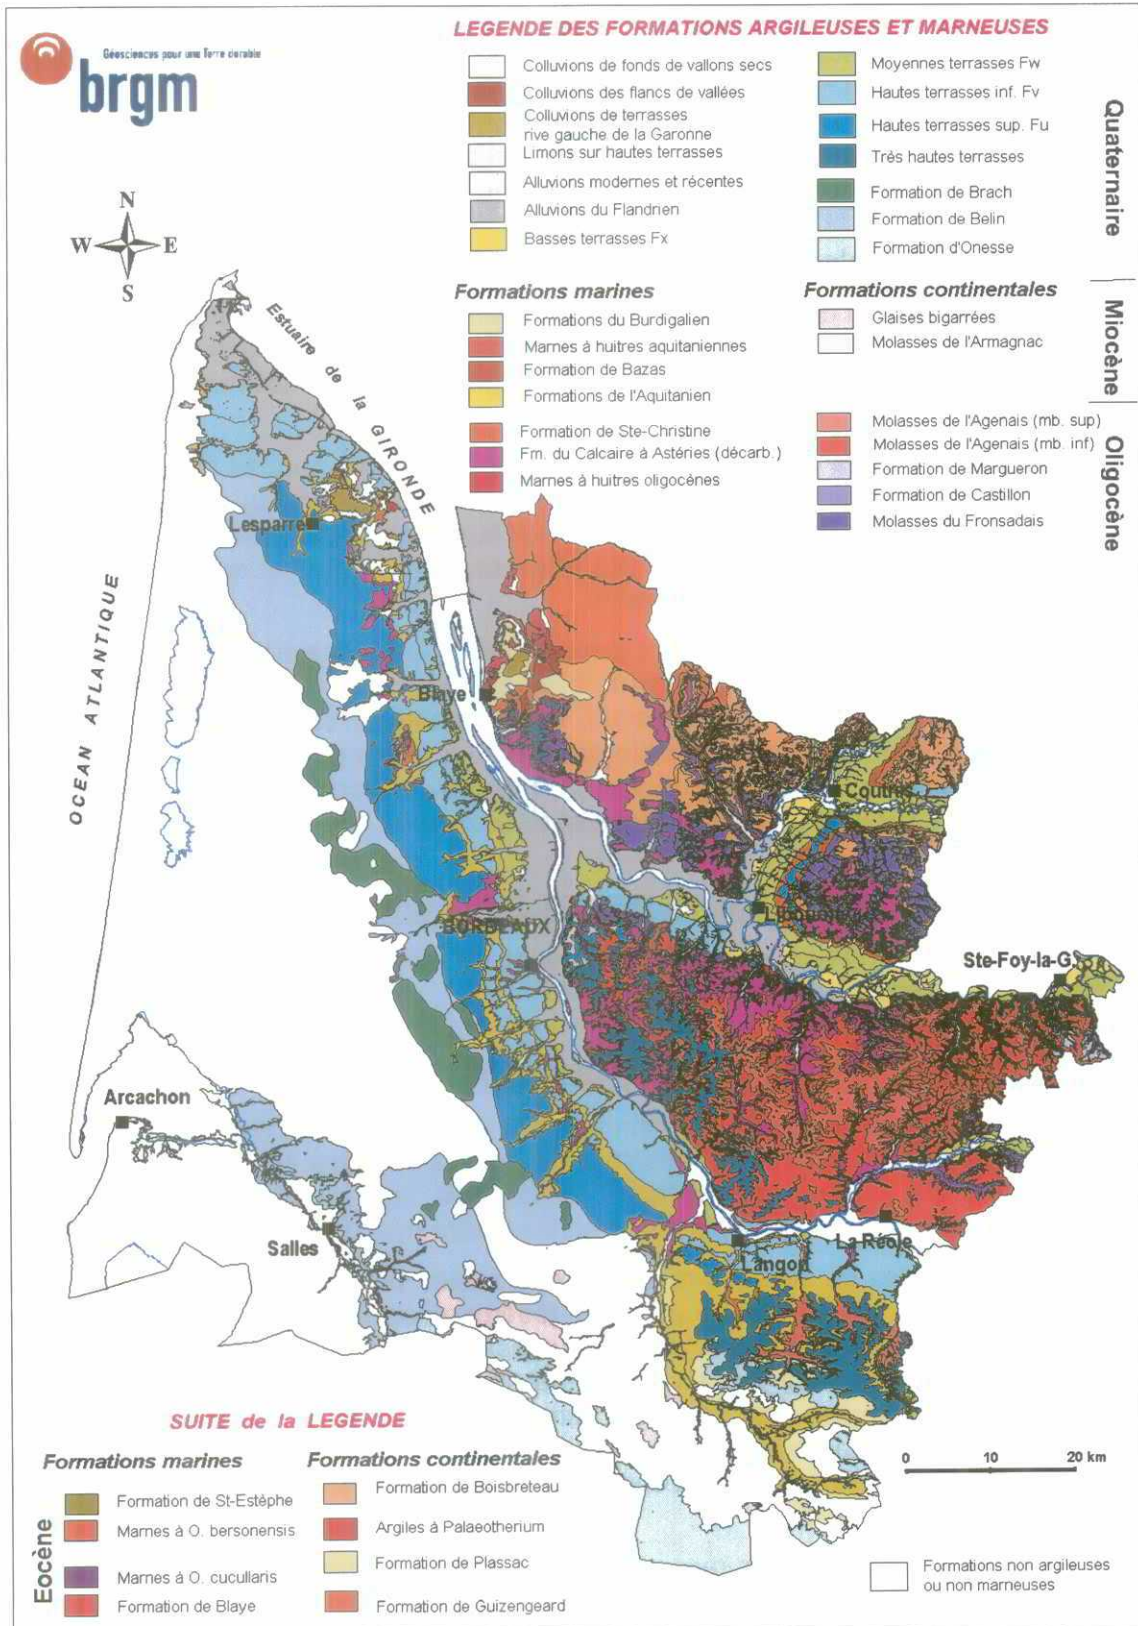 LEGENDE DES FORMATIONS ARGILEUSES ET MARNEUSES
Géosciences pour une Terre durable
brgm
Colluvions de fonds de vallons secs
Colluvions des flancs de vallées
Colluvions de terrasses
rive gauche de la Garonne
Limons sur hautes terrasses
Alluvions modernes et récentes
Alluvions du Flandrien
Basses terrasses Fx
Moyennes terrasses Fw
Hautes terrasses inf. Fv
Hautes terrasses sup. Fu
Trés hautes terrasses
Formation de Brach
Formation de Belin
Formation d'Onesse
Quaternaire
N
W
E
S
Formations marines
Formations du Burdigalien
Marnes à huitres aquitaniennes
Formation de Bazas
Formations de l'Aquitanien
Formation de Ste-Christine
Fm. du Calcaire à Astéries (décarb.)
Marnes à huitres oligocènes
Formations continentales
Glaises bigarrées
Molasses de l'Armagnac
Miocène
Molasses de l'Agenais (mb. sup)
Molasses de l'Agenais (mb. inf)
Formation de Margueron
Formation de Castillon
Molasses du Fronsadais
Oligocène
Estuaire de la GIRONDE
OCEAN ATLANTIQUE
Lesparre
Blaye
Coutras
Libourne
BORDEAUX
Ste-Foy-la-G.
Arcachon
Salles
La Réole
Langon
0 10 20 km
SUITE de la LEGENDE
Formations marines
Formation de St-Estèphe
Marnes à O. bersonensis
Marnes à O. cucullaris
Formation de Blaye
Eocène
Formations continentales
Formation de Boisbreteau
Argiles à Palaeotherium
Formation de Plassac
Formation de Guizengeard
Formations non argileuses
ou non marneuses